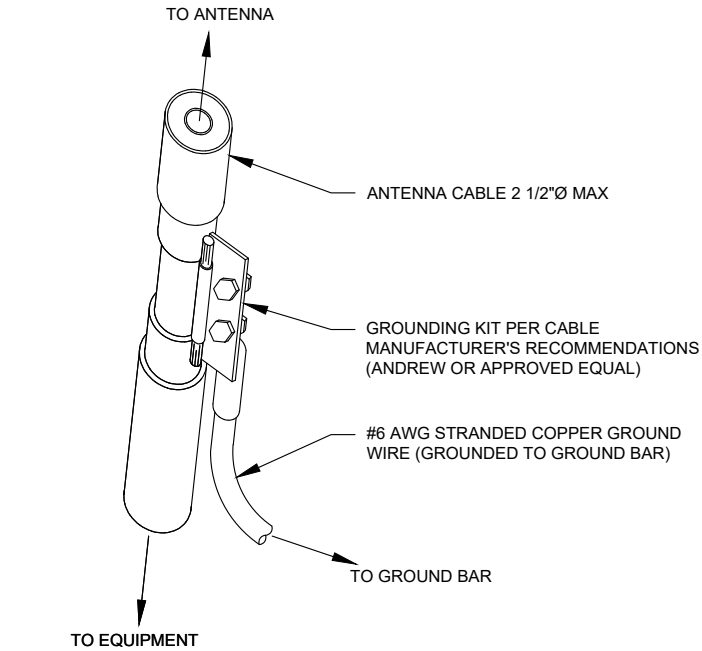 TO ANTENNA
ANTENNA CABLE 2 1/2"Ø MAX
GROUNDING KIT PER CABLE
MANUFACTURER'S RECOMMENDATIONS
(ANDREW OR APPROVED EQUAL)
#6 AWG STRANDED COPPER GROUND
WIRE (GROUNDED TO GROUND BAR)
TO GROUND BAR
TO EQUIPMENT